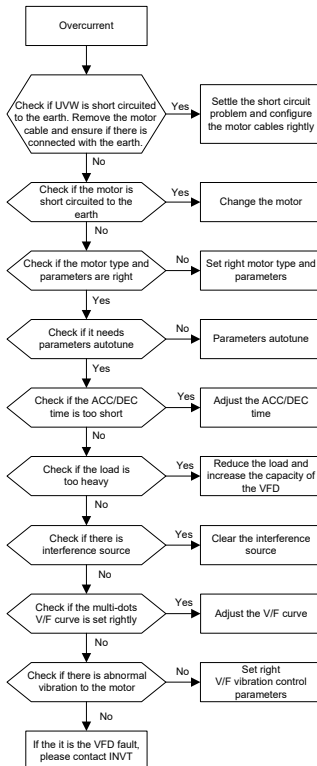 Overcurrent
Check if UVW is short circuited
to the earth. Remove the motor
cable and ensure if there is
connected with the earth.
Yes
Settle the short circuit
problem and configure
the motor cables rightly
No
Check if the motor is
short circuited to the
earth
Yes
Change the motor
No
Check if the motor type and
parameters are right
No
Set right motor type and
parameters
Yes
Check if it needs
parameters autotune
No
Parameters autotune
Yes
Check if the ACC/DEC
time is too short
Yes
Adjust the ACC/DEC
time
No
Check if the load is
too heavy
Yes
Reduce the load and
increase the capacity of
the VFD
No
Check if there is
interference source
Yes
Clear the interference
source
No
Check if the multi-dots
V/F curve is set rightly
Yes
Adjust the V/F curve
No
Check if there is abnormal
vibration to the motor
No
Set right
V/F vibration control
parameters
No
If the it is the VFD fault,
please contact INVT